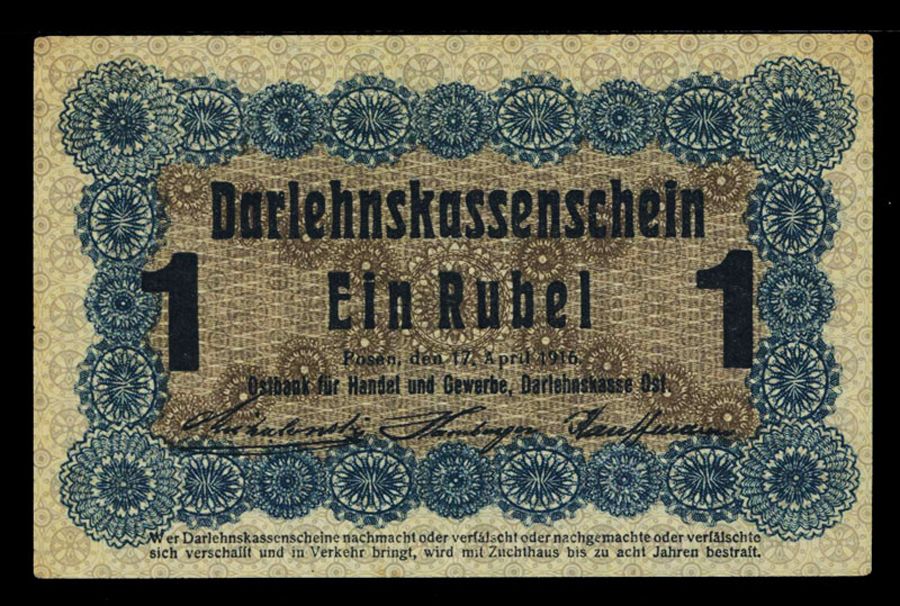 Darlehnskassenschein
1 Ein Rubel 1
Posen, den 17. April 1916.
Ostbank für Handel und Gewerbe, Darlehnskasse Ost.
Kauffmann
Wer Darlehnskassenscheine nachmacht oder verfälscht oder nachgemachte oder verfälschte
sich verschafft und in Verkehr bringt, wird mit Zuchthaus bis zu acht Jahren bestraft.